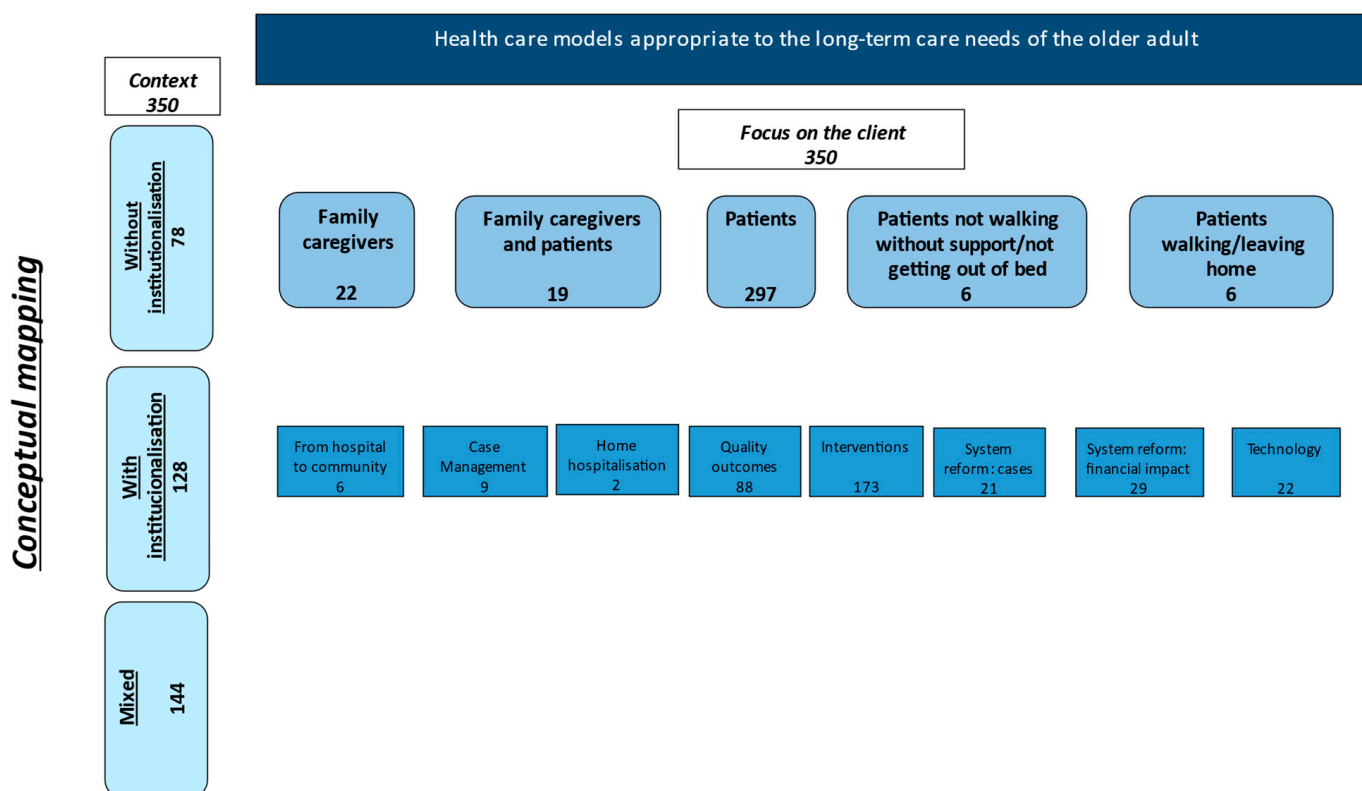 Health care models appropriate to the long-term care needs of the older adult
Context
350
Focus on the client
350
Conceptual mapping
Without
institutionalisation
78
With
institucionalisation
128
Mixed
144
Family
caregivers
22
Family caregivers
and patients
19
Patients
297
Patients not walking
without support/not
getting out of bed
6
Patients
walking/leaving
home
6
From hospital
to community
6
Case
Management
9
Home
hospitalisation
2
Quality
outcomes
88
Interventions
173
System
reform: cases
21
System reform:
financial impact
29
Technology
22